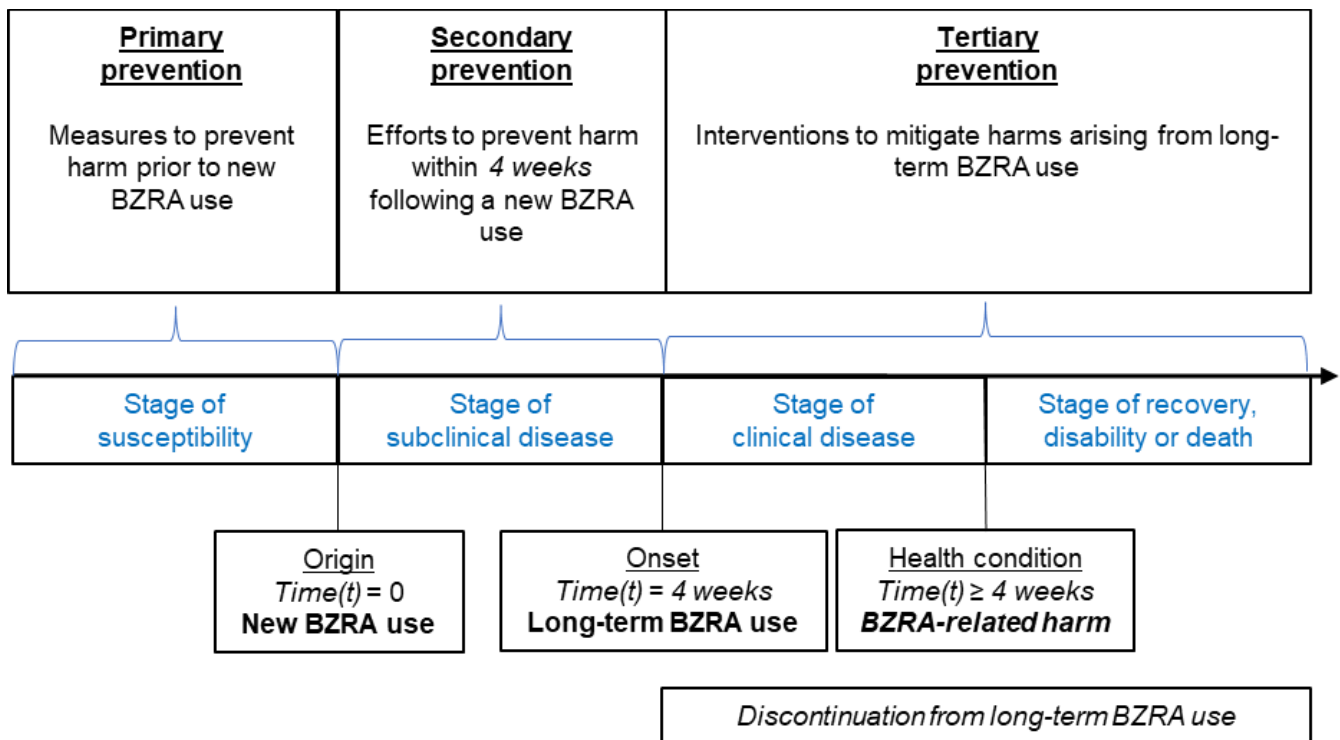 Primary
prevention
Measures to prevent
harm prior to new
BZRA use
Secondary
prevention
Efforts to prevent harm
within 4 weeks
following a new BZRA
use
Tertiary
prevention
Interventions to mitigate harms arising from long-
term BZRA use
Stage of
susceptibility
Stage of
subclinical disease
Stage of
clinical disease
Stage of recovery,
disability or death
Origin
Time(t) = 0
New BZRA use
Onset
Time(t) = 4 weeks
Long-term BZRA use
Health condition
Time(t) ≥ 4 weeks
BZRA-related harm
Discontinuation from long-term BZRA use